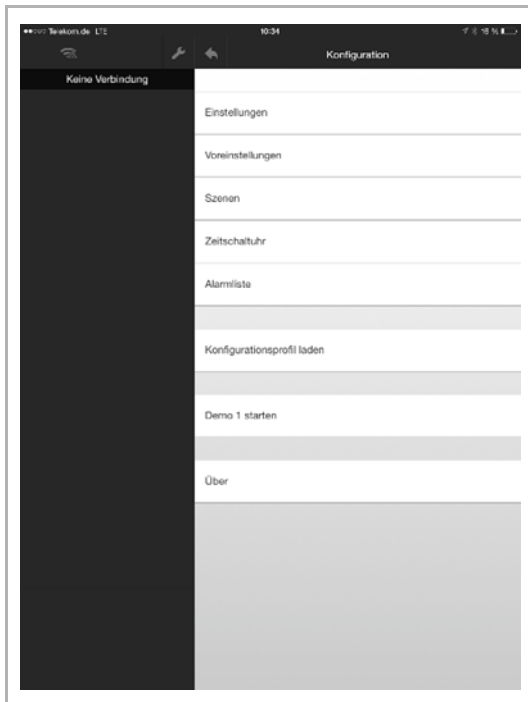 Telekom.de LTE
10:34
18 %
Konfiguration
Keine Verbindung
Einstellungen
Voreinstellungen
Szenen
Zeitschaltuhr
Alarmliste
Konfigurationsprofil laden
Demo 1 starten
Über